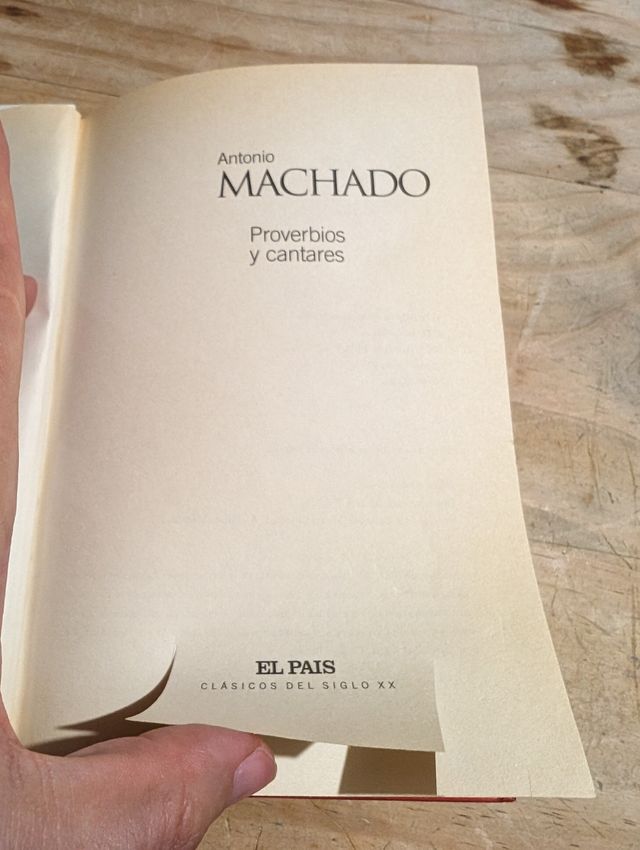 Antonio
MACHADO
Proverbios
y cantares
EL PAIS
CLÁSICOS DEL SIGLO XX